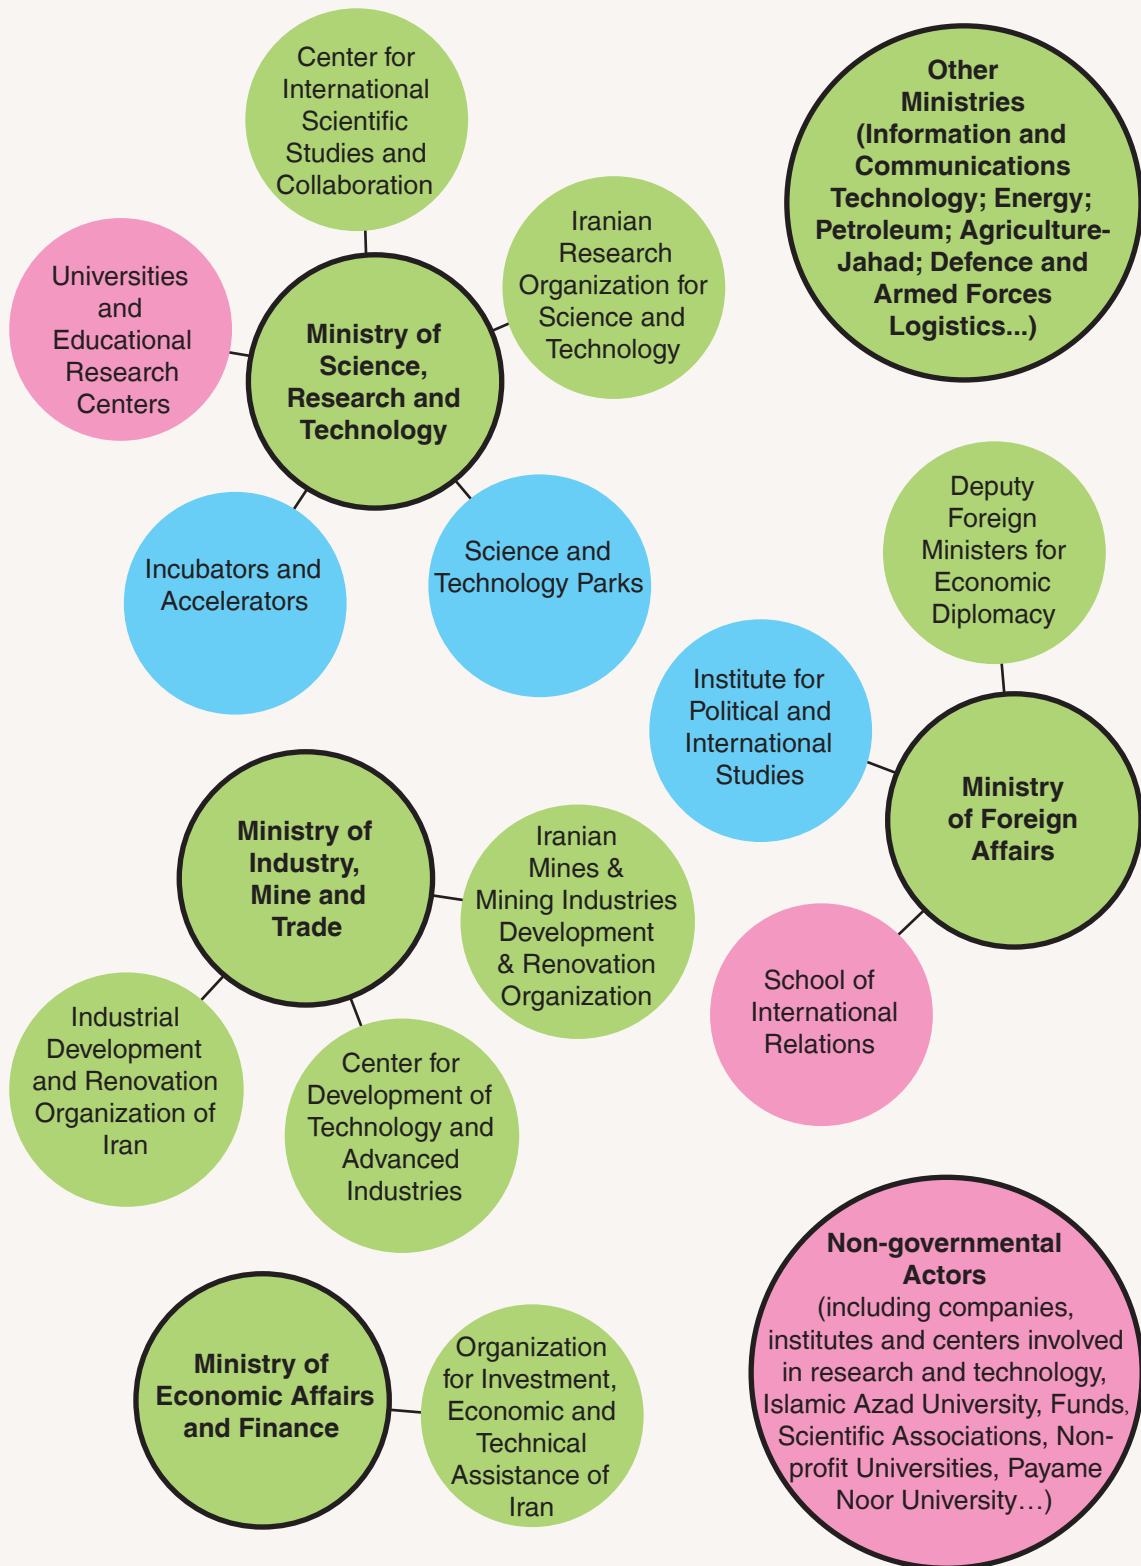 Center for
International
Scientific
Studies and
Collaboration
Other
Ministries
(Information and
Communications
Technology; Energy;
Petroleum; Agriculture-
Jahad; Defence and
Armed Forces
Logistics...)
Iranian
Research
Organization for
Science and
Technology
Universities
and
Educational
Research
Centers
Ministry of
Science,
Research and
Technology
Incubators and
Accelerators
Science and
Technology Parks
Deputy
Foreign
Ministers for
Economic
Diplomacy
Institute for
Political and
International
Studies
Ministry
of Foreign
Affairs
School of
International
Relations
Ministry of
Industry,
Mine and
Trade
Iranian
Mines &
Mining Industries
Development
& Renovation
Organization
Industrial
Development
and Renovation
Organization of
Iran
Center for
Development of
Technology and
Advanced
Industries
Ministry of
Economic Affairs
and Finance
Organization
for Investment,
Economic and
Technical
Assistance of
Iran
Non-governmental
Actors
(including companies,
institutes and centers involved
in research and technology,
Islamic Azad University, Funds,
Scientific Associations, Non-
profit Universities, Payame
Noor University…)